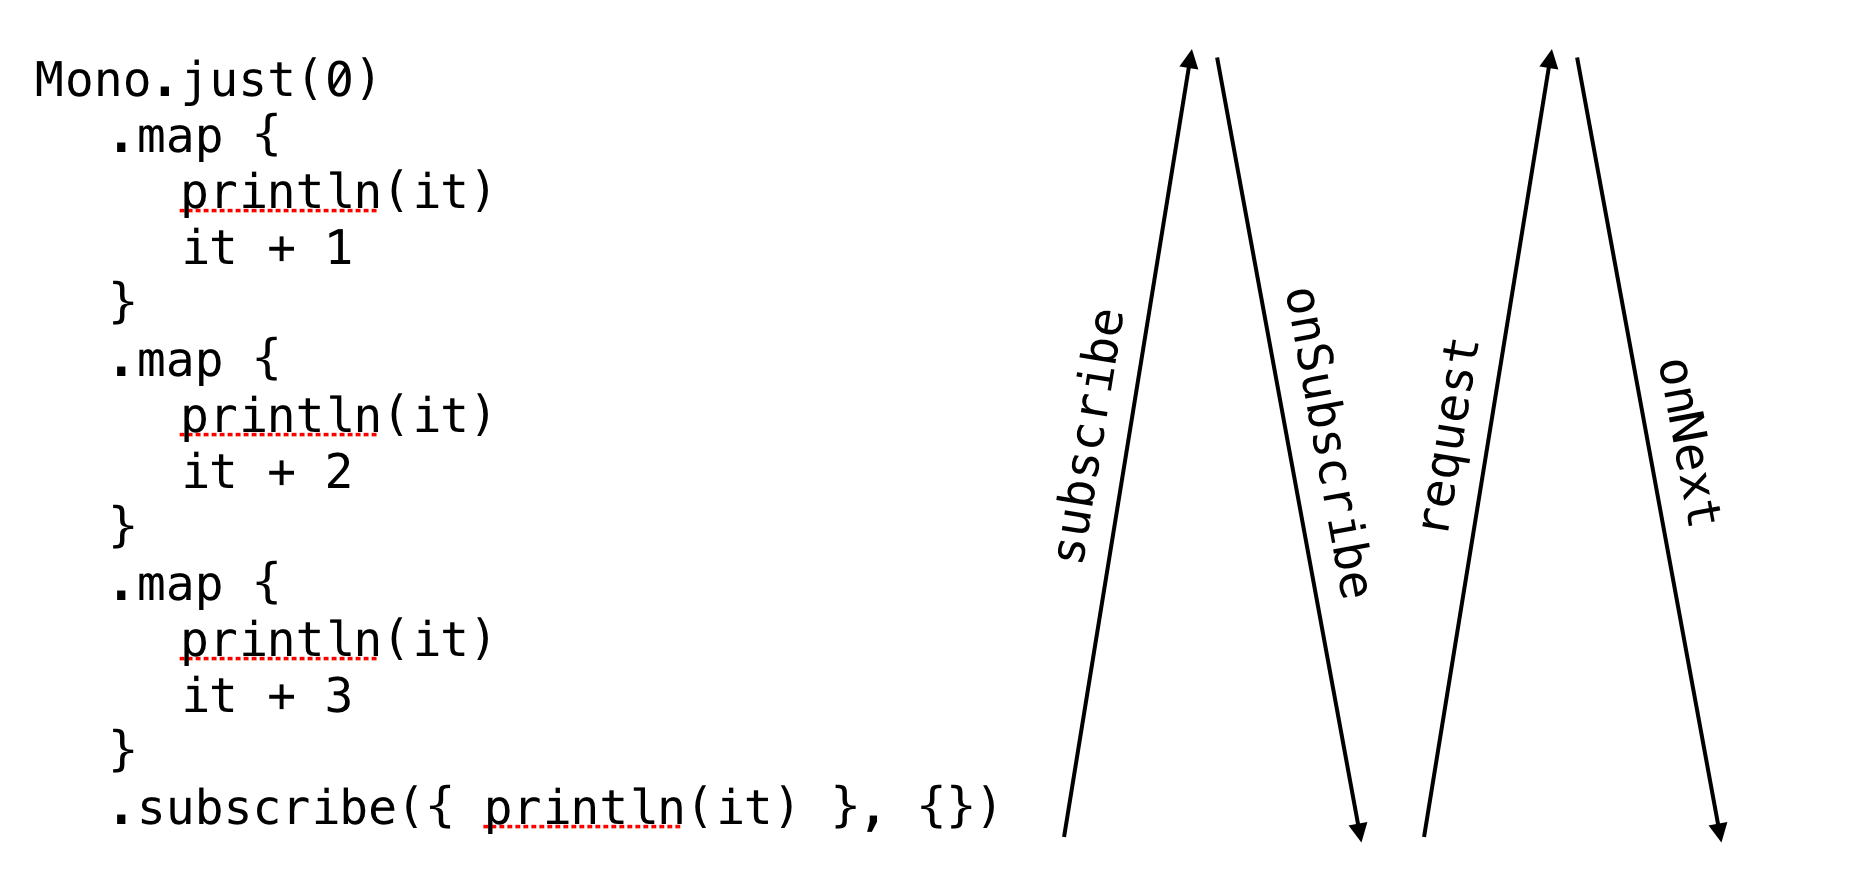 Mono.just(0)
.map {
println(it)
it + 1
}
.map {
println(it)
it + 2
}
.map {
println(it)
it + 3
}
.subscribe({ println(it) }, {})
subscribe
onSubscribe
request
onNext